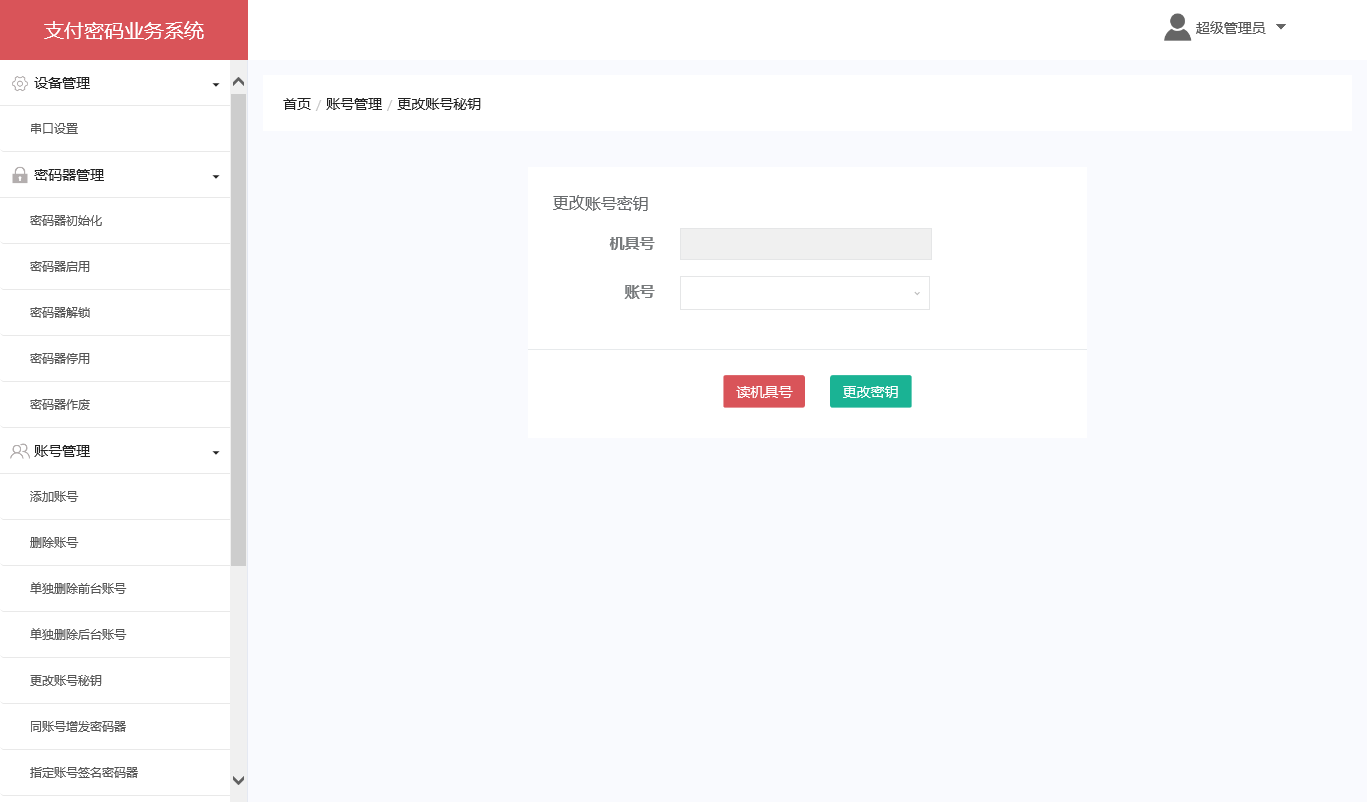 支付密码业务系统
超级管理员
设备管理
串口设置
密码器管理
密码器初始化
密码器启用
密码器解锁
密码器停用
密码器作废
账号管理
添加账号
删除账号
单独删除前台账号
单独删除后台账号
更改账号秘钥
同账号增发密码器
指定账号签名密码器
首页 / 账号管理 / 更改账号秘钥
更改账号密钥
机具号
账号
读机具号 更改密钥